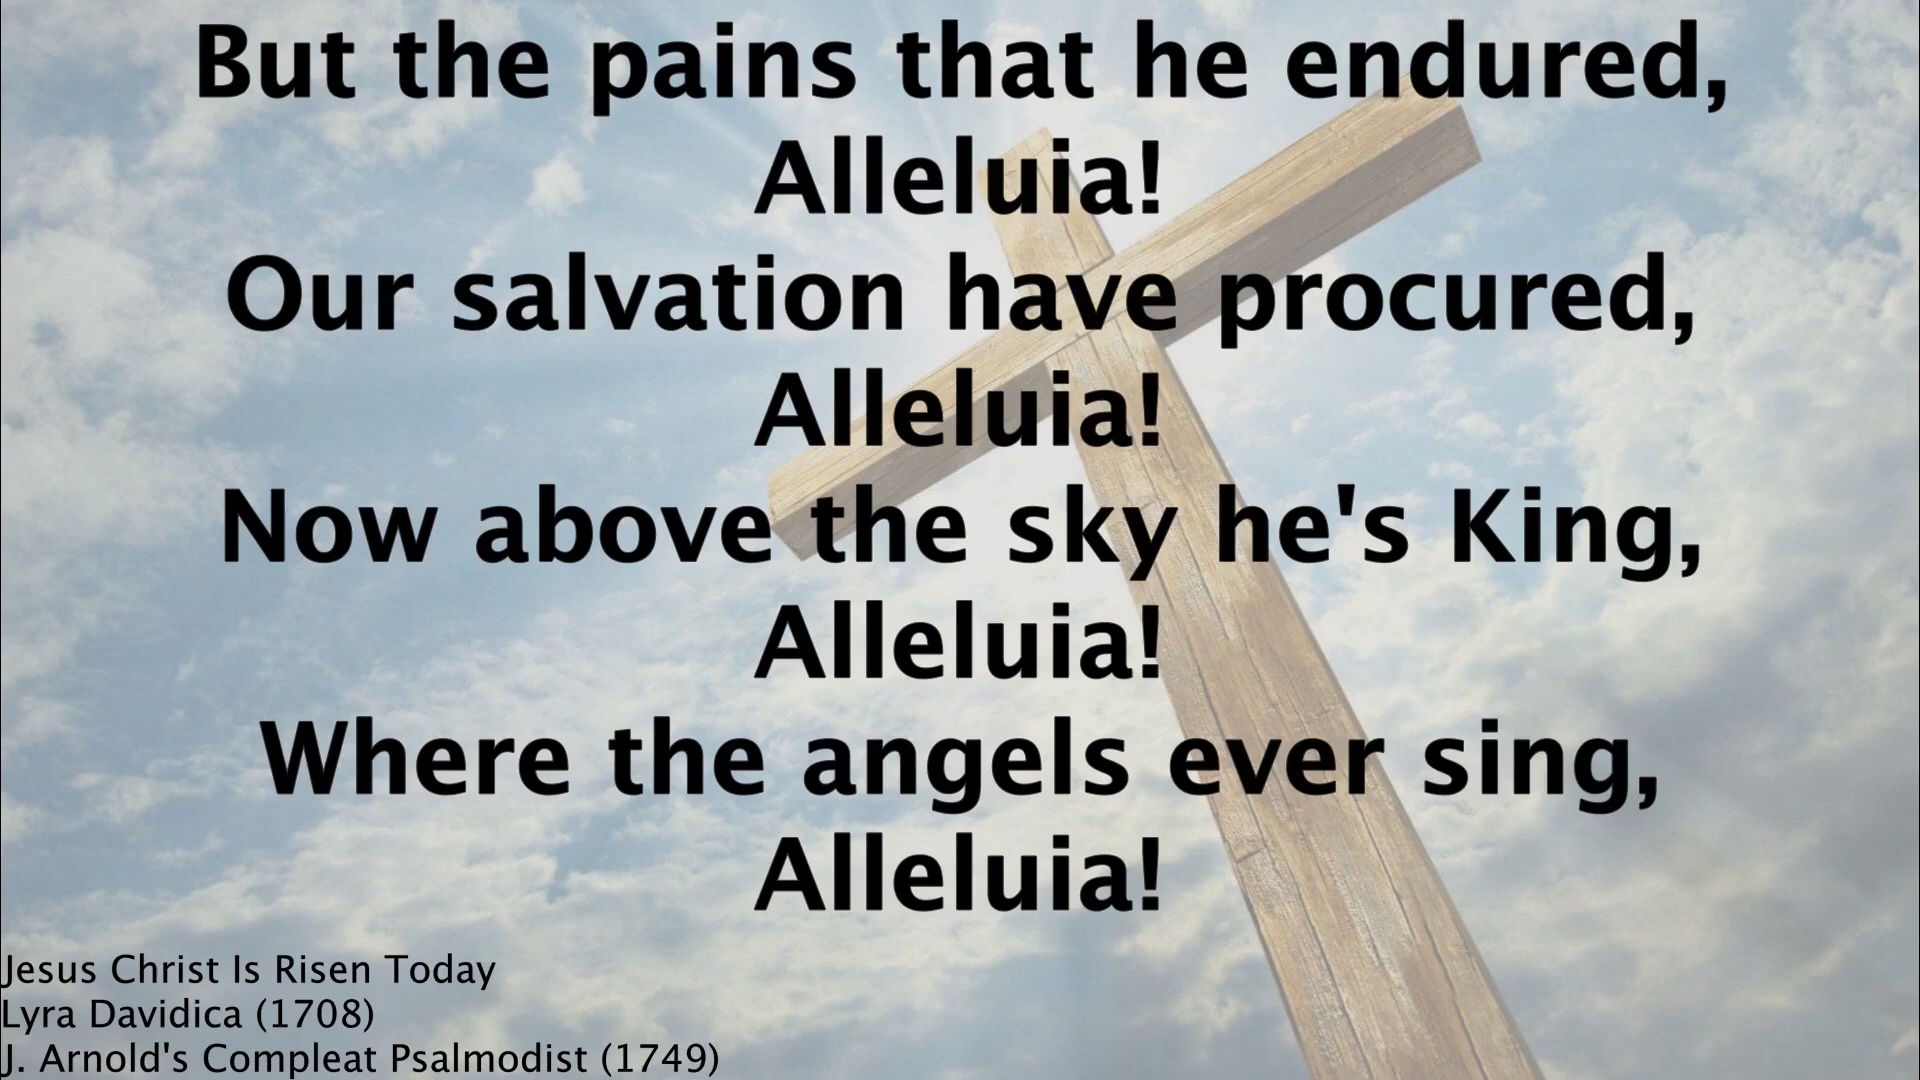 But the pains that he endured,
Alleluia!
Our salvation have procured,
Alleluia!
Now above the sky he's King,
Alleluia!
Where the angels ever sing,
Alleluia!
Jesus Christ Is Risen Today
Lyra Davidica (1708)
J. Arnold's Compleat Psalmodist (1749)